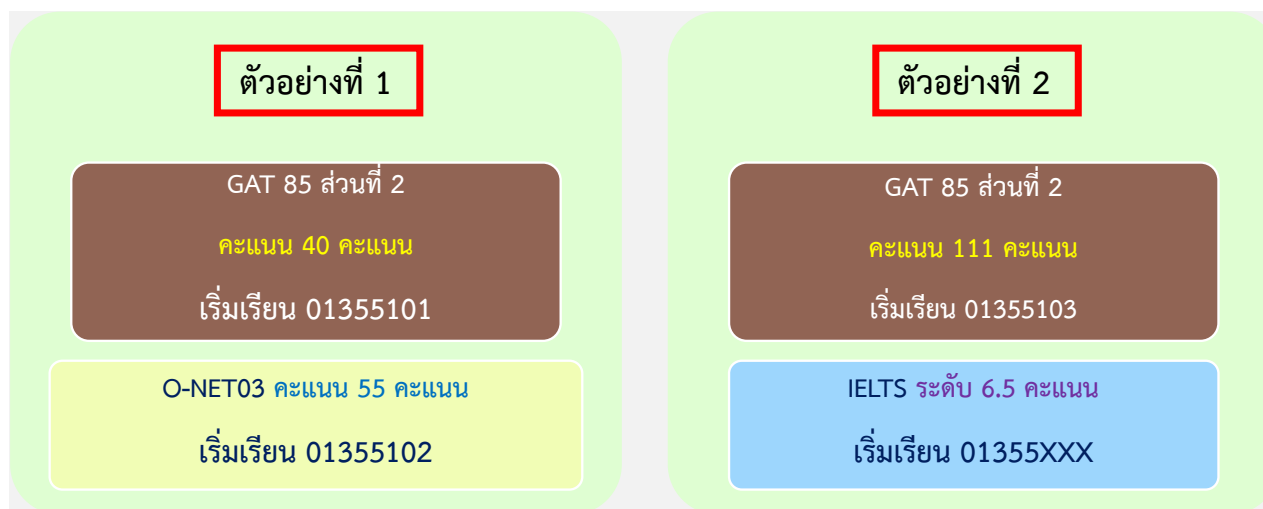 ตัวอย่างที่ 1
GAT 85 ส่วนที่ 2
คะแนน 40 คะแนน
เริ่มเรียน 01355101
O-NET03 คะแนน 55 คะแนน
เริ่มเรียน 01355102
ตัวอย่างที่ 2
GAT 85 ส่วนที่ 2
คะแนน 111 คะแนน
เริ่มเรียน 01355103
IELTS ระดับ 6.5 คะแนน
เริ่มเรียน 01355XXX